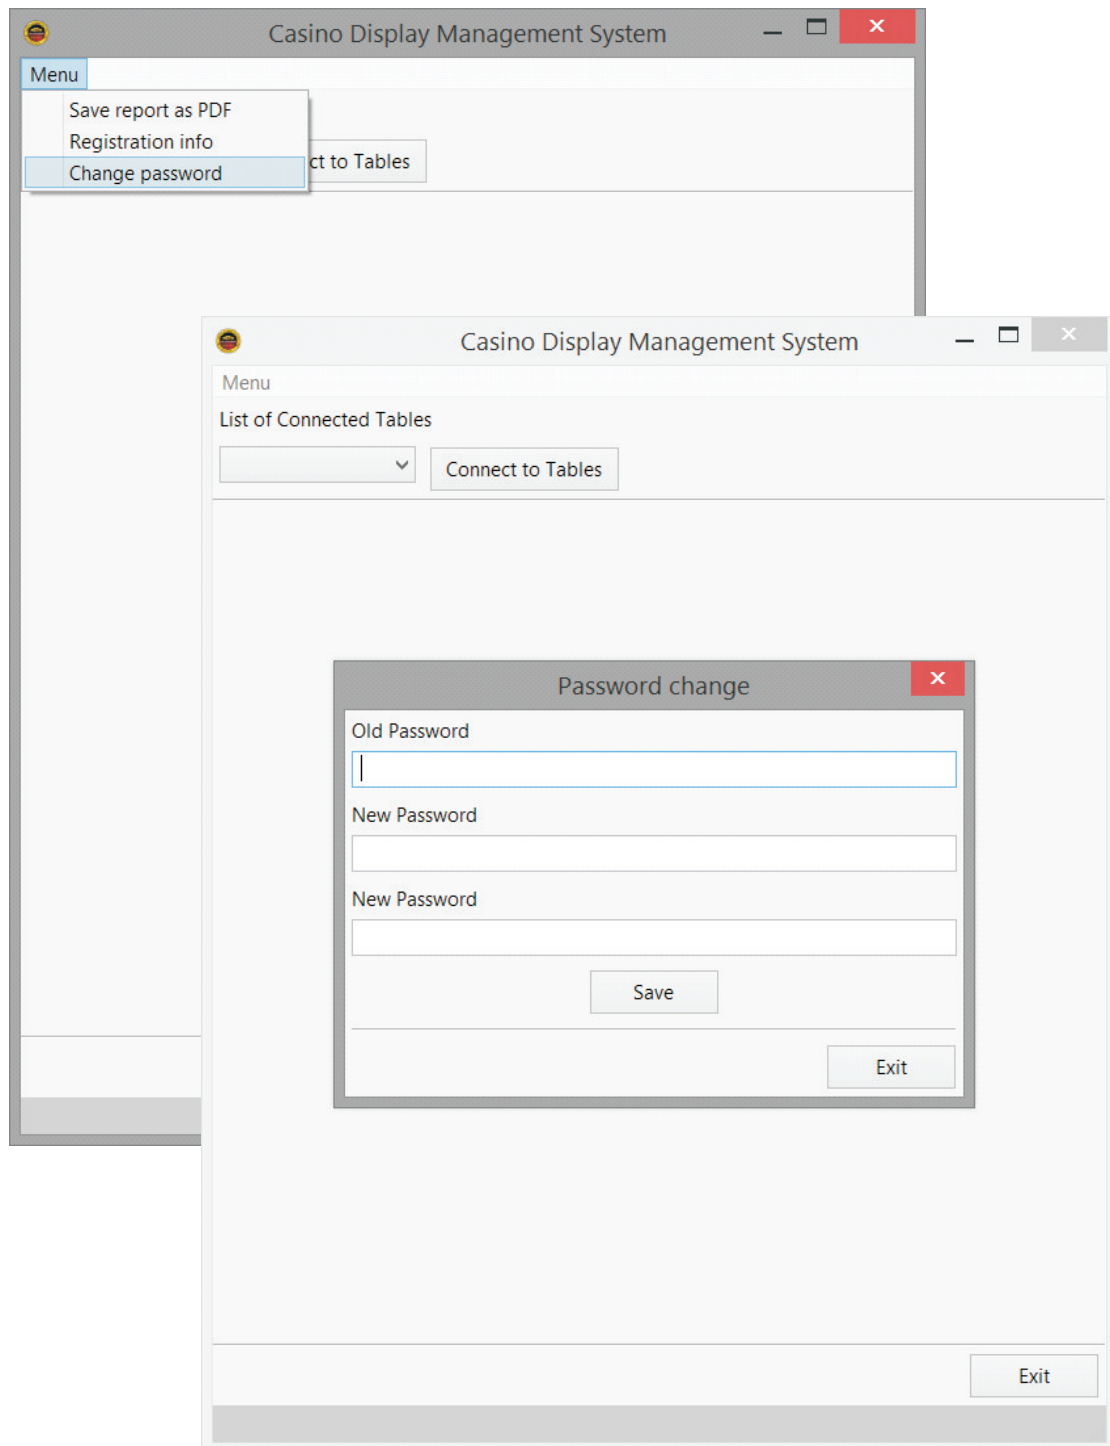 Casino Display Management System
Menu
Save report as PDF
Registration info
Change password
ct to Tables
Casino Display Management System
Menu
List of Connected Tables
Connect to Tables
Password change
Old Password
New Password
New Password
Save
Exit
Exit